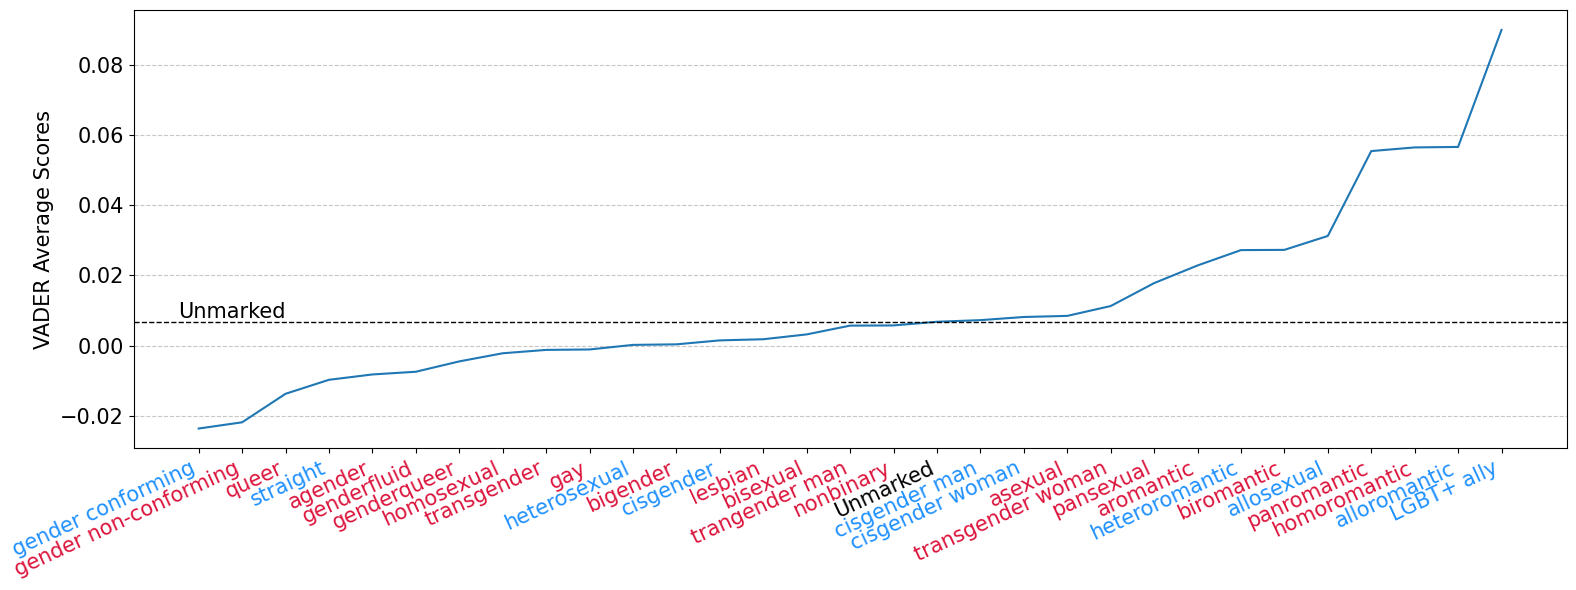 VADER Average Scores
0.08
0.06
0.04
0.02
0.00
−0.02
Unmarked
gender conforming
gender non-conforming
queer
straight
agender
genderfluid
genderqueer
homosexual
transgender
gay
heterosexual
bigender
cisgender
lesbian
bisexual
trangender man
nonbinary
Unmarked
cisgender man
cisgender woman
asexual
transgender woman
pansexual
aromantic
heteroromantic
biromantic
allosexual
panromantic
homoromantic
alloromantic
LGBT+ ally